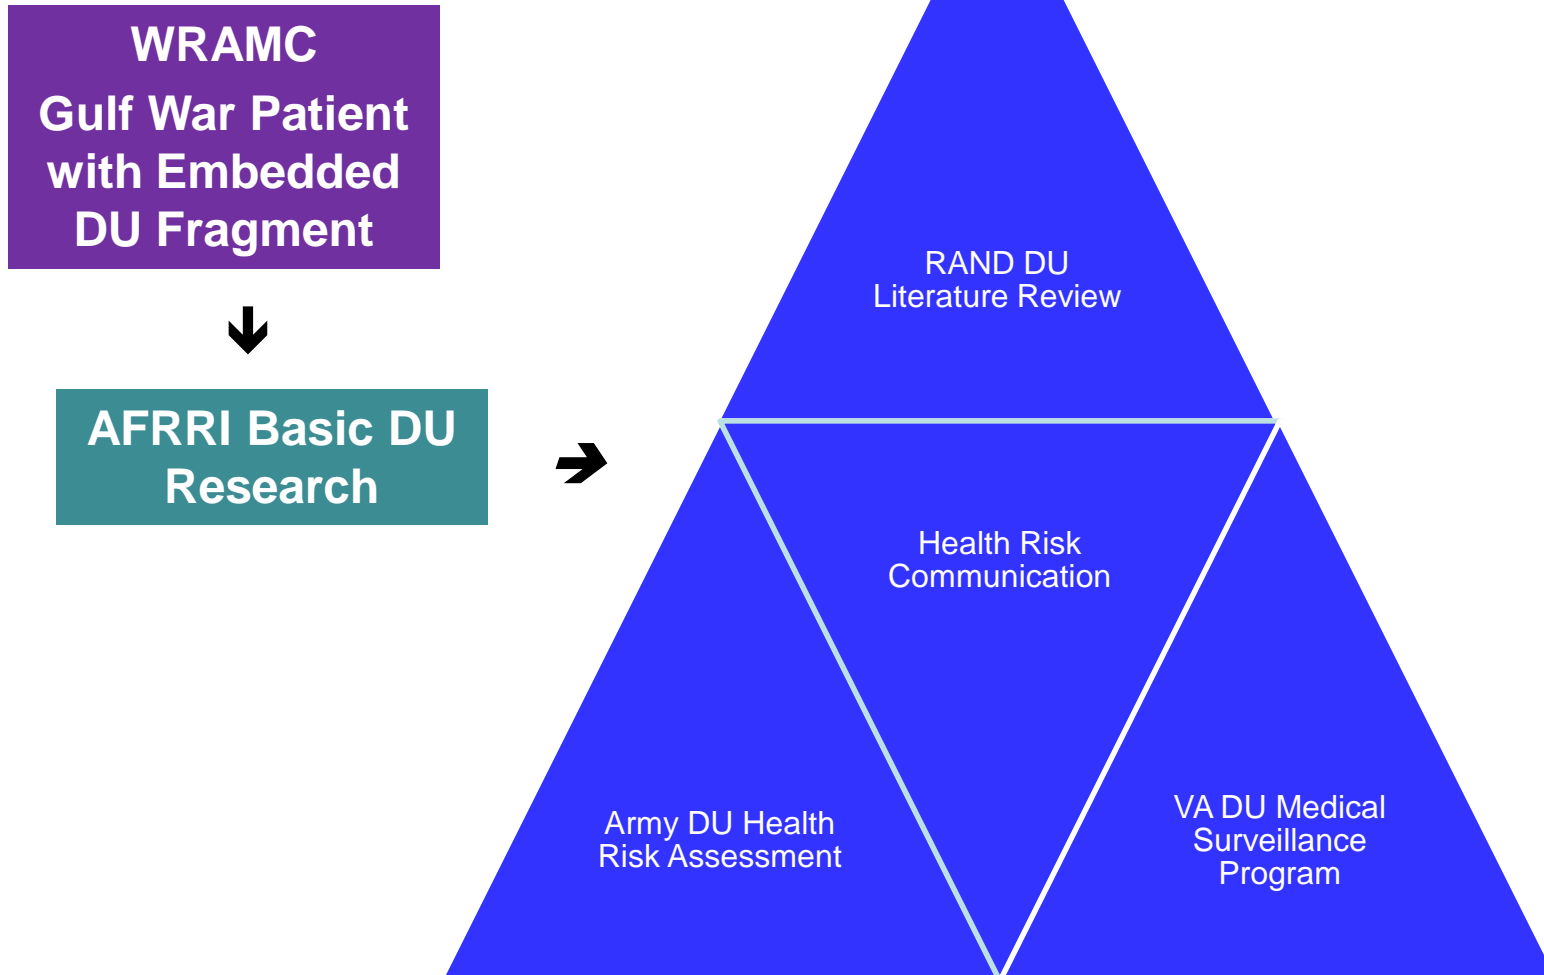 WRAMC
Gulf War Patient
with Embedded
DU Fragment
AFRRI Basic DU
Research
RAND DU
Literature Review
Health Risk
Communication
Army DU Health
Risk Assessment
VA DU Medical
Surveillance
Program